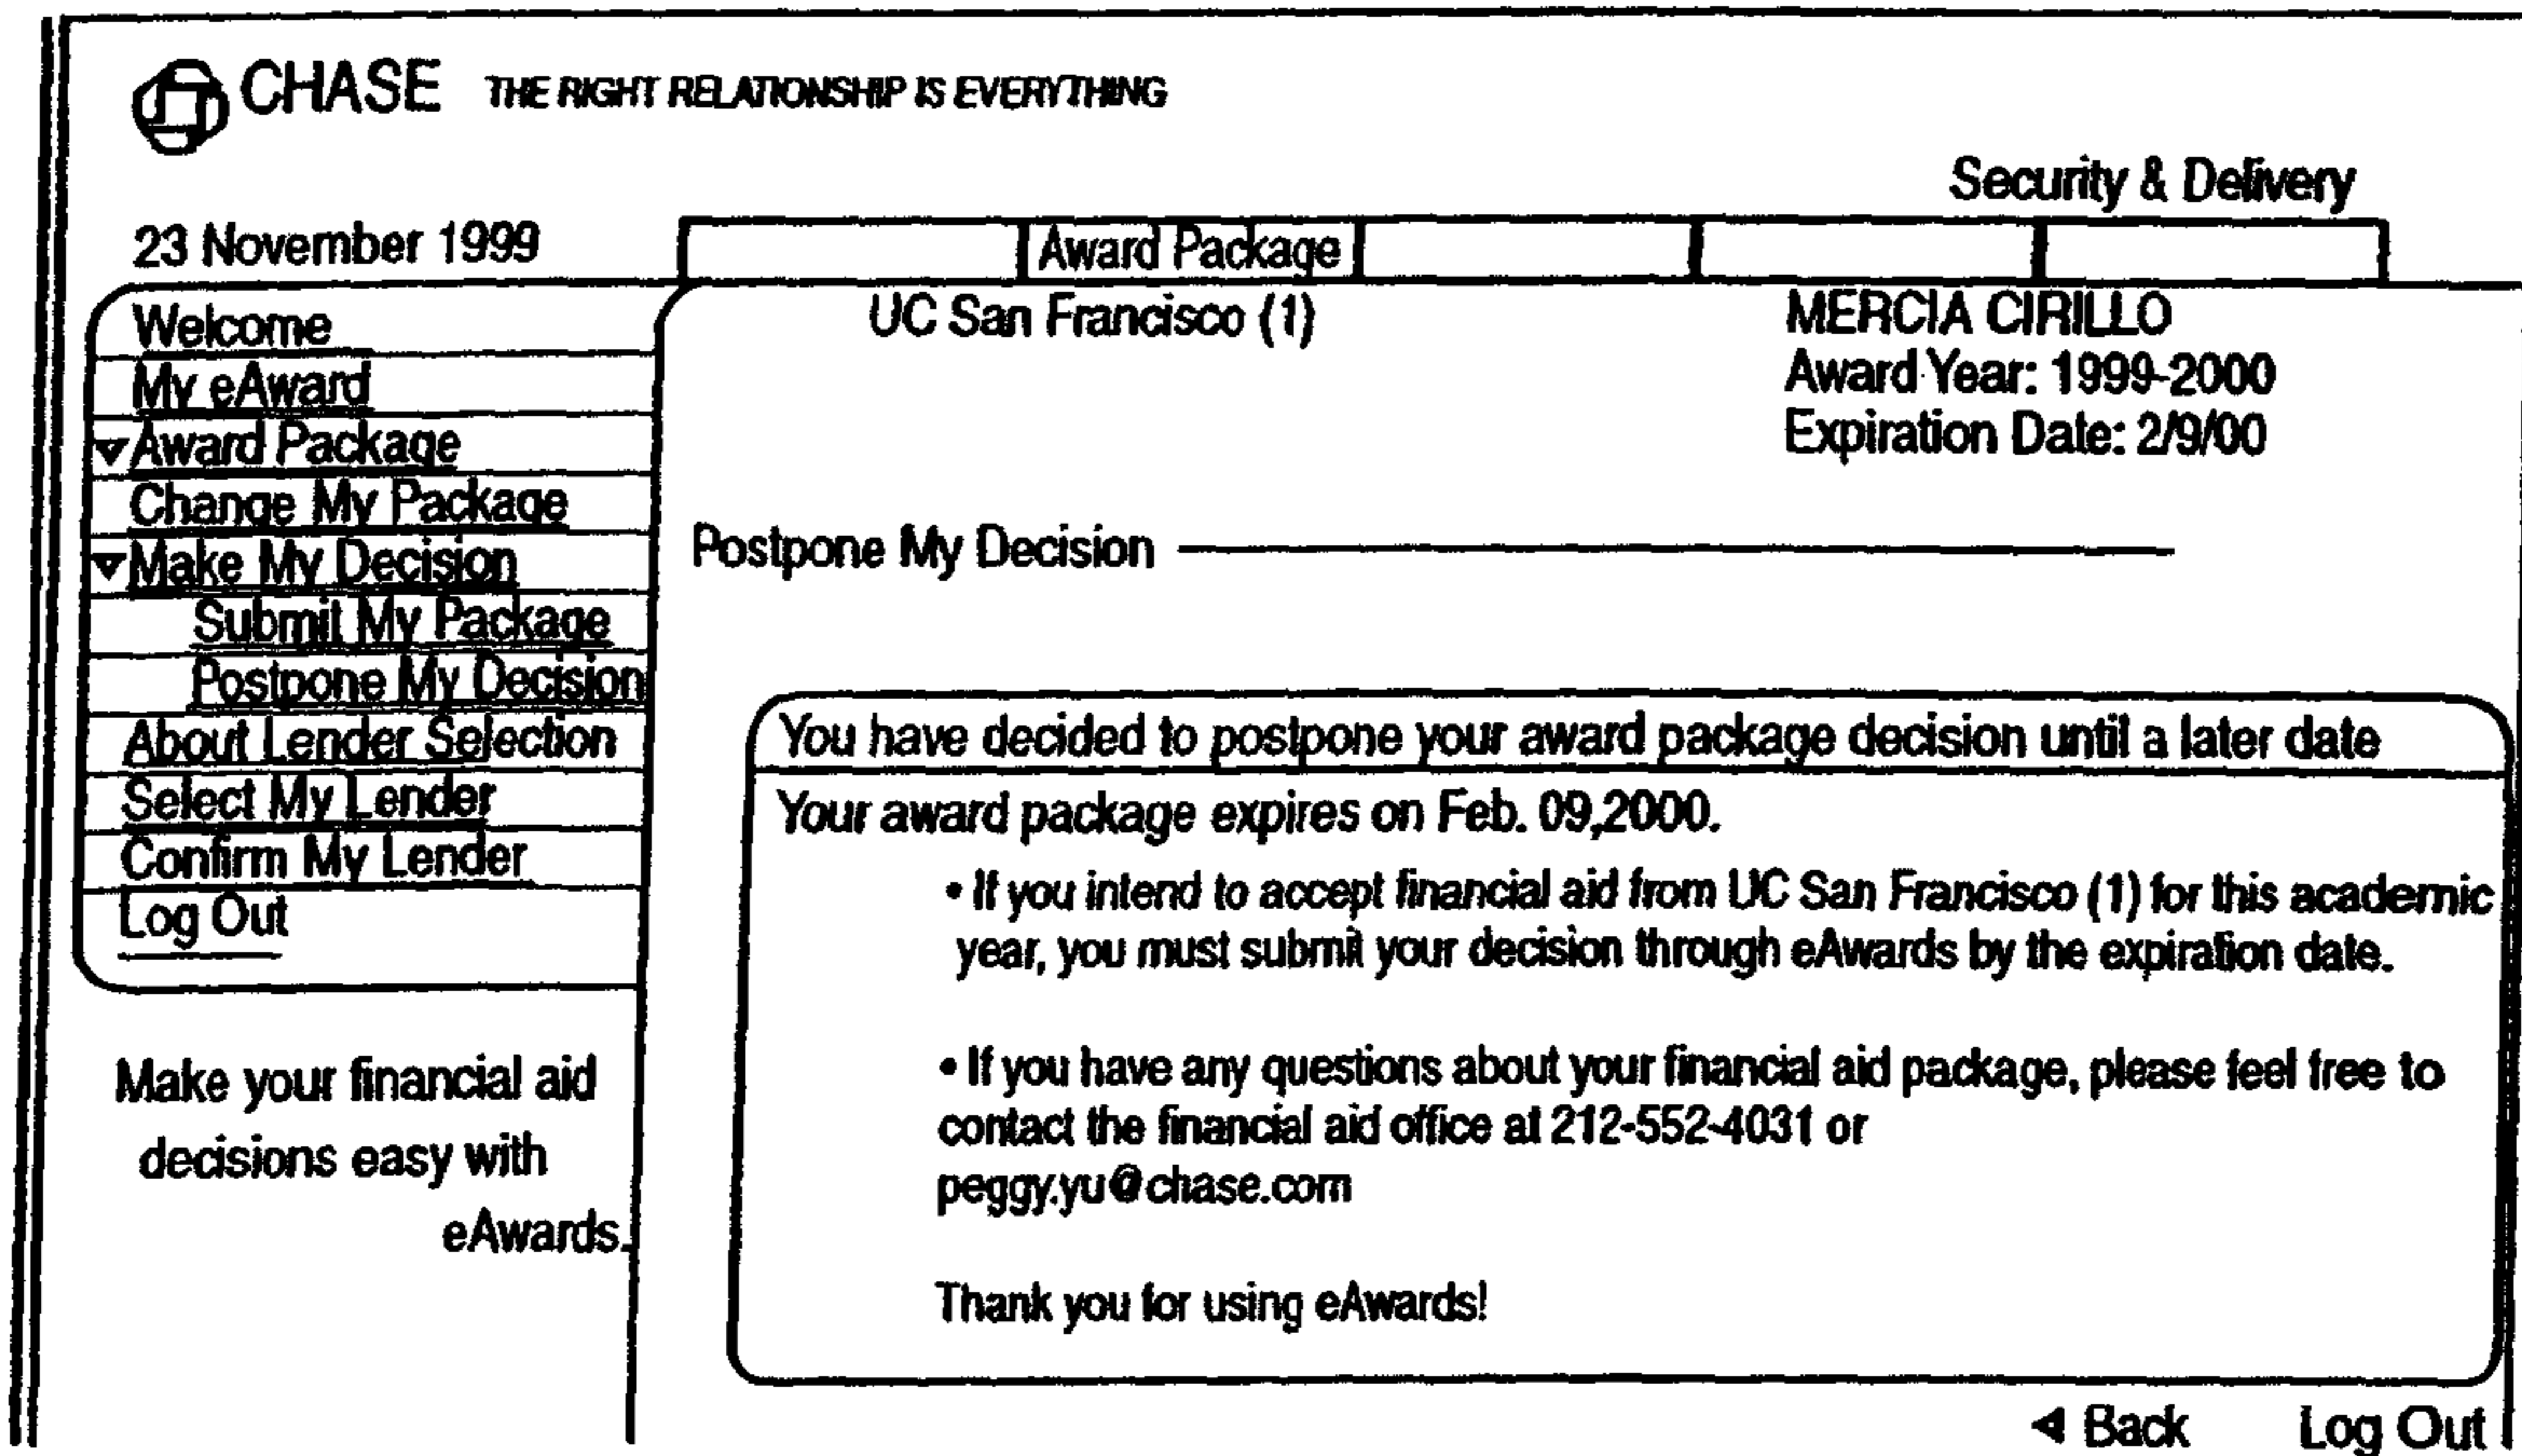 CHASE THE RIGHT RELATIONSHIP IS EVERYTHING
Security & Delivery
23 November 1999
Award Package
Welcome
My eAward
Award Package
Change My Package
Make My Decision
Submit My Package
Postpone My Decision
About Lender Selection
Select My Lender
Confirm My Lender
Log Out
Make your financial aid
decisions easy with
eAwards.
UC San Francisco (1)
MERCIA CIRILLO
Award Year: 1999-2000
Expiration Date: 2/9/00
Postpone My Decision
You have decided to postpone your award package decision until a later date
Your award package expires on Feb. 09,2000.
• If you intend to accept financial aid from UC San Francisco (1) for this academic
year, you must submit your decision through eAwards by the expiration date.
• If you have any questions about your financial aid package, please feel free to
contact the financial aid office at 212-552-4031 or
peggy.yu@chase.com
Thank you for using eAwards!
Back Log Out